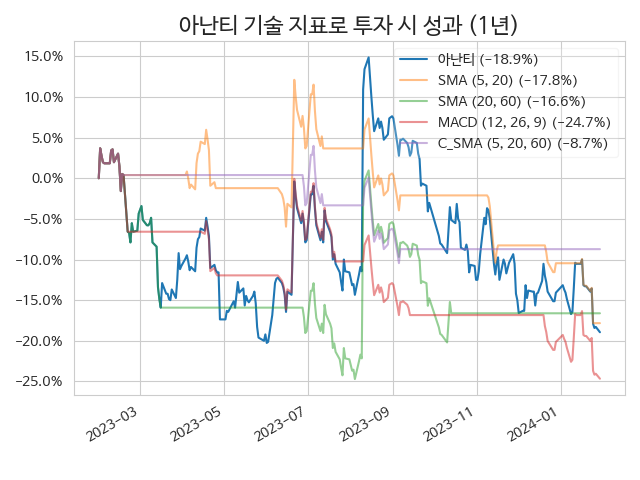 아난티 기술 지표로 투자 시 성과 (1년)
15.0%
10.0%
5.0%
0.0%
−5.0%
−10.0%
−15.0%
−20.0%
−25.0%
아난티 (−18.9%)
SMA (5, 20) (−17.8%)
SMA (20, 60) (−16.6%)
MACD (12, 26, 9) (−24.7%)
C_SMA (5, 20, 60) (−8.7%)
2023−03
2023−05
2023−07
2023−09
2023−11
2024−01